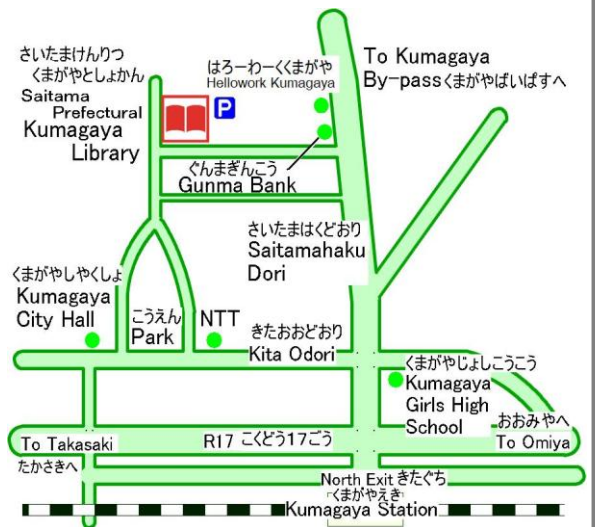 さいたまけんりつ
くまがやとしょかん
Saitama
Prefectural
Kumagaya
Library
P
はろーわーくくまがや
Hellowork Kumagaya
To Kumagaya
By-passくまがやばいぱすへ
ぐんまぎんこう
Gunma Bank
さいたまはくどおり
Saitamahaku
Dori
くまがやしやくしょ
Kumagaya
City Hall
こうえん
Park
NTT
きたおおどおり
Kita Odori
くまがやじょしこうこう
Kumagaya
Girls High
School
おおみやへ
To Omiya
To Takasaki
たかさきへ
R17 こくどう17ごう
North Exit きたぐち
くまがやえき
Kumagaya Station